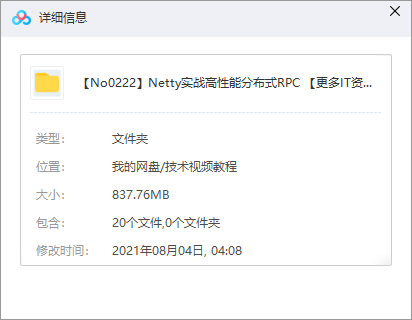 详细信息
【No0222】Netty实战高性能分布式RPC 【更多IT资...
类型： 文件夹
位置： 我的网盘/技术视频教程
大小： 837.76MB
包含： 20个文件,0个文件夹
修改时间： 2021年08月04日, 04:08